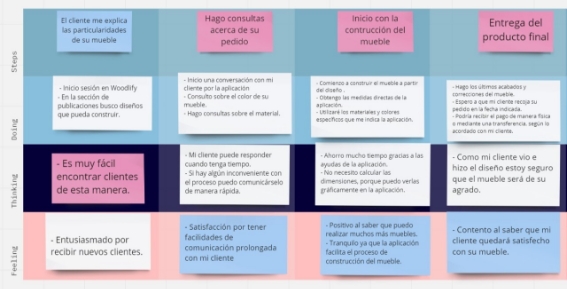 El cliente me explica
las particularidades
de su mueble
Hago consultas
acerca de su
pedido
Inicio con la
contrucción del
mueble
Entrega del
producto final
Steps
- Inicio sesión en Woodify
- En la sección de
publicaciones busco diseños
que pueda construir.
- Inicio una conversación con mi
cliente por la aplicación
- Consulto sobre el color de su
mueble.
- Hago consultas sobre el material.
- Comienzo a construir el mueble a partir
del diseño .
- Obtengo las medidas directas de la
aplicación.
- Utilizaré los materiales y colores
específicos que me indica la aplicación.
- Hago los últimos acabados y
correcciones del mueble.
- Espero a que mi cliente recoja su
pedido en la fecha indicada.
- Podría recibir el pago de manera física
o mediante una transferencia, según lo
acordado con mi cliente.
Doing
- Es muy fácil
encontrar clientes
de esta manera.
- Mi cliente puede responder
cuando tenga tiempo.
- Si hay algún inconveniente con
el proceso puedo comunicárselo
de manera rápida.
- Ahorro mucho tiempo gracias a las
ayudas de la aplicación.
- No necesito calcular las
dimensiones, porque puedo verlas
gráficamente en la aplicación.
- Como mi cliente vio e
hizo el diseño estoy seguro
que el mueble será de su
agrado.
Thinking
- Entusiasmado por
recibir nuevos clientes.
- Satisfacción por tener
facilidades de
comunicación prolongada
con mi cliente
- Positivo al saber que puedo
realizar muchos más muebles.
- Tranquilo ya que la aplicación
facilita el proceso de
construcción del mueble.
- Contento al saber que mi
cliente quedará satisfecho
con su mueble.
Feeling